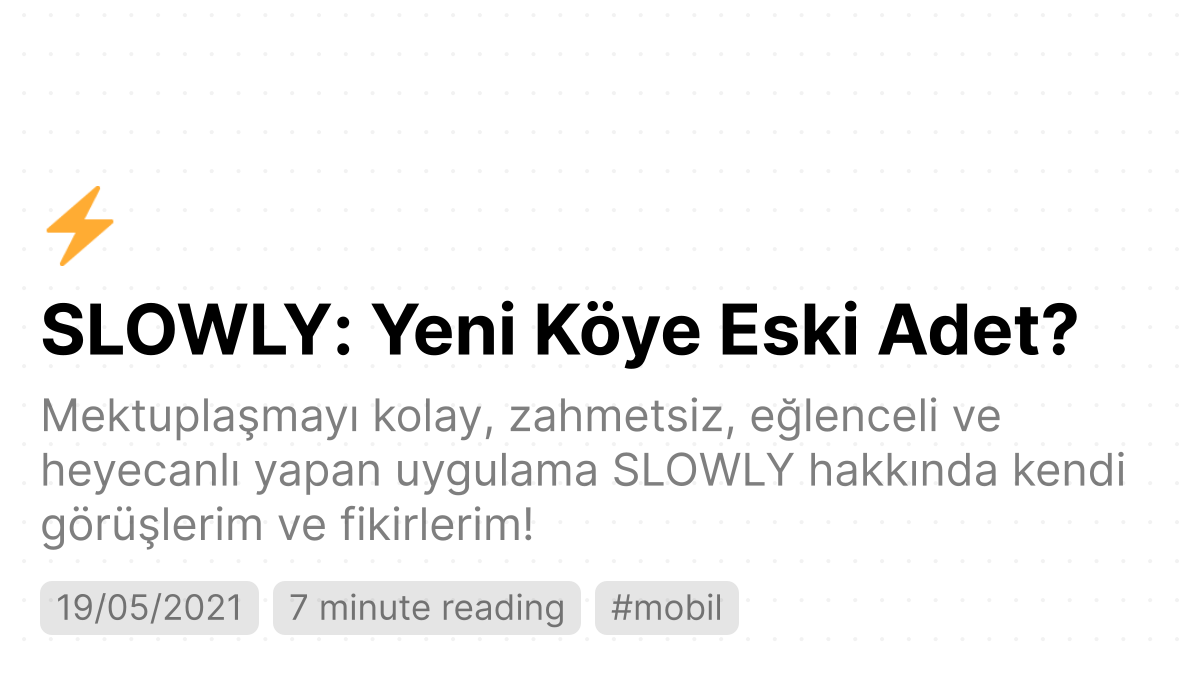 SLOWLY: Yeni Köye Eski Adet?
Mektuplaşmayı kolay, zahmetsiz, eğlenceli ve
heyecanlı yapan uygulama SLOWLY hakkında kendi
görüşlerim ve fikirlerim!
19/05/2021 7 minute reading #mobil